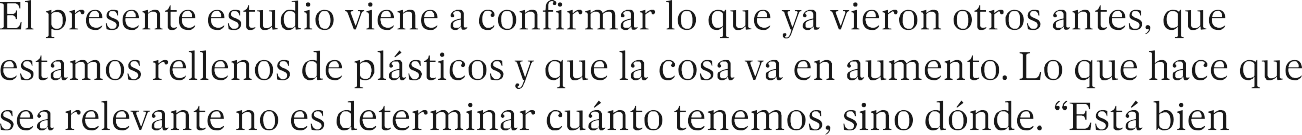 El presente estudio viene a confirmar lo que ya vieron otros antes, que
estamos rellenos de plásticos y que la cosa va en aumento. Lo que hace que
sea relevante no es determinar cuánto tenemos, sino dónde. “Está bien